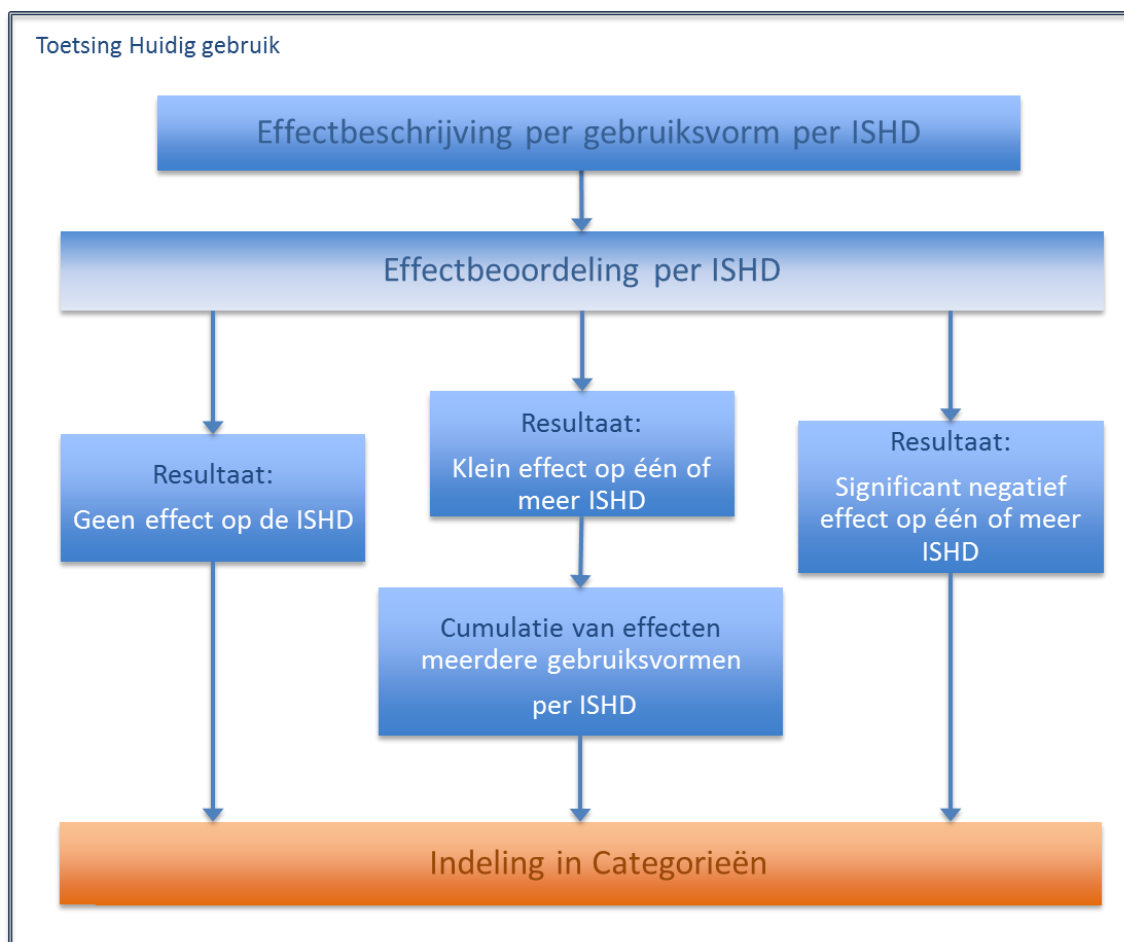 Toetsing Huidig gebruik
Effectbeschrijving per gebruiksvorm per ISHD
Effectbeoordeling per ISHD
Resultaat:
Geen effect op de ISHD
Resultaat:
Klein effect op één of
meer ISHD
Resultaat:
Significant negatief
effect op één of meer
ISHD
Cumulatie van effecten
meerdere gebruiksvormen
per ISHD
Indeling in Categorieën